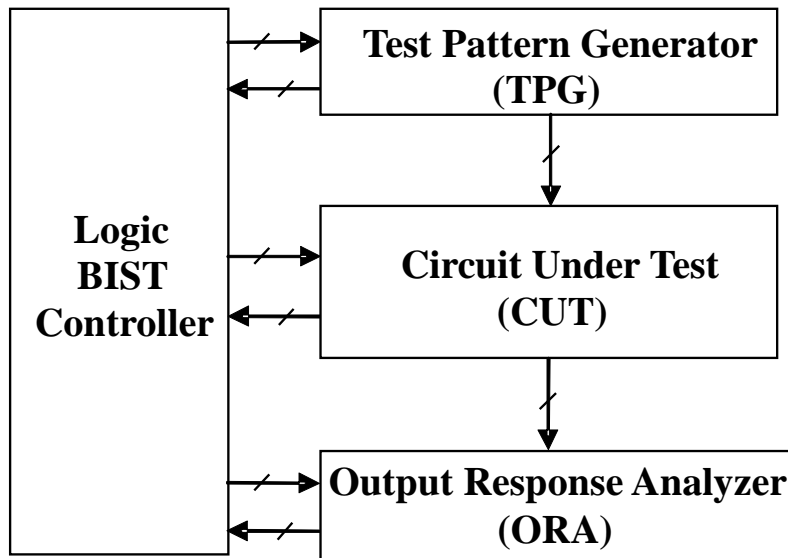 Test Pattern Generator
(TPG)
Logic
BIST
Controller
Circuit Under Test
(CUT)
Output Response Analyzer
(ORA)